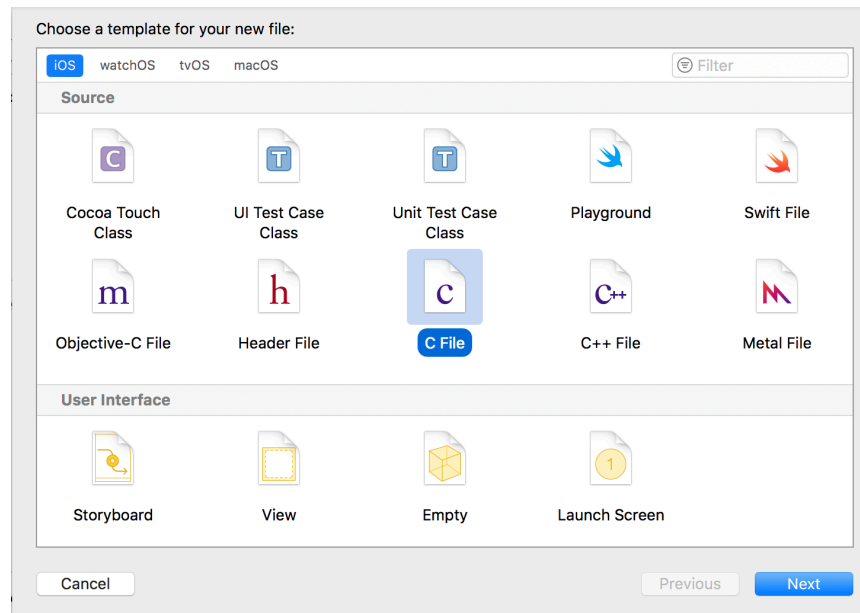 Choose a template for your new file:
iOS watchOS tvOS macOS Filter
Source
C T T
Cocoa Touch Class UI Test Case Class Unit Test Case Class Playground Swift File
m h c C++
Objective-C File Header File C File C++ File Metal File
User Interface
1
Storyboard View Empty Launch Screen
Cancel Previous Next